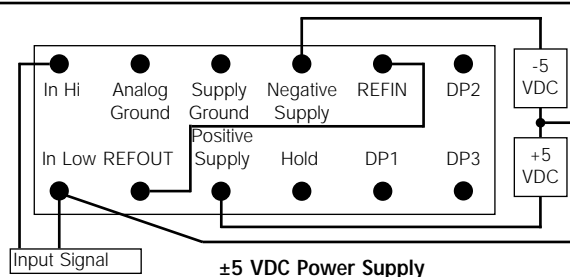 -5
VDC
In Hi
Analog
Ground
Supply
Ground
Negative
Supply
REFIN
DP2
In Low
REFOUT
Positive
Supply
Hold
DP1
DP3
+5
VDC
Input Signal
±5 VDC Power Supply